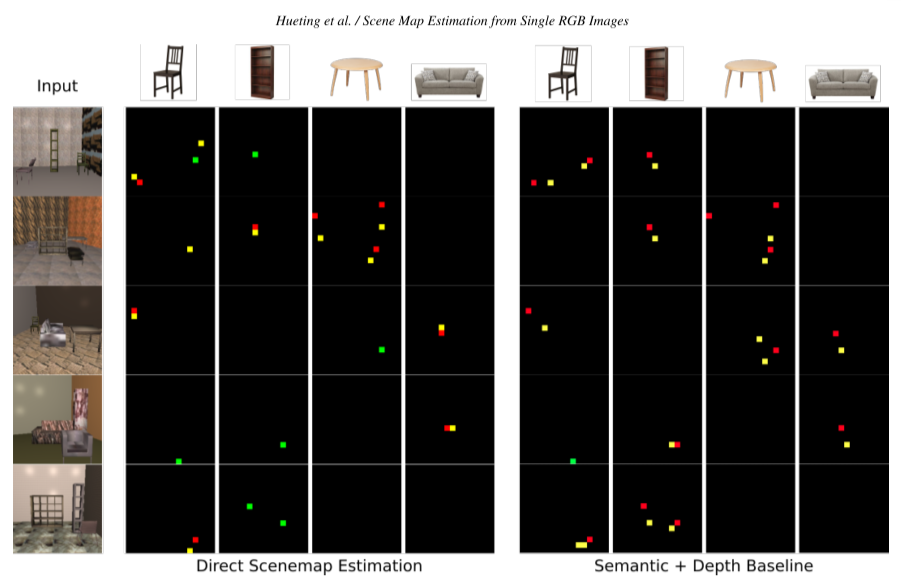 Hueting et al. / Scene Map Estimation from Single RGB Images
Input
Direct Scenemap Estimation
Semantic + Depth Baseline